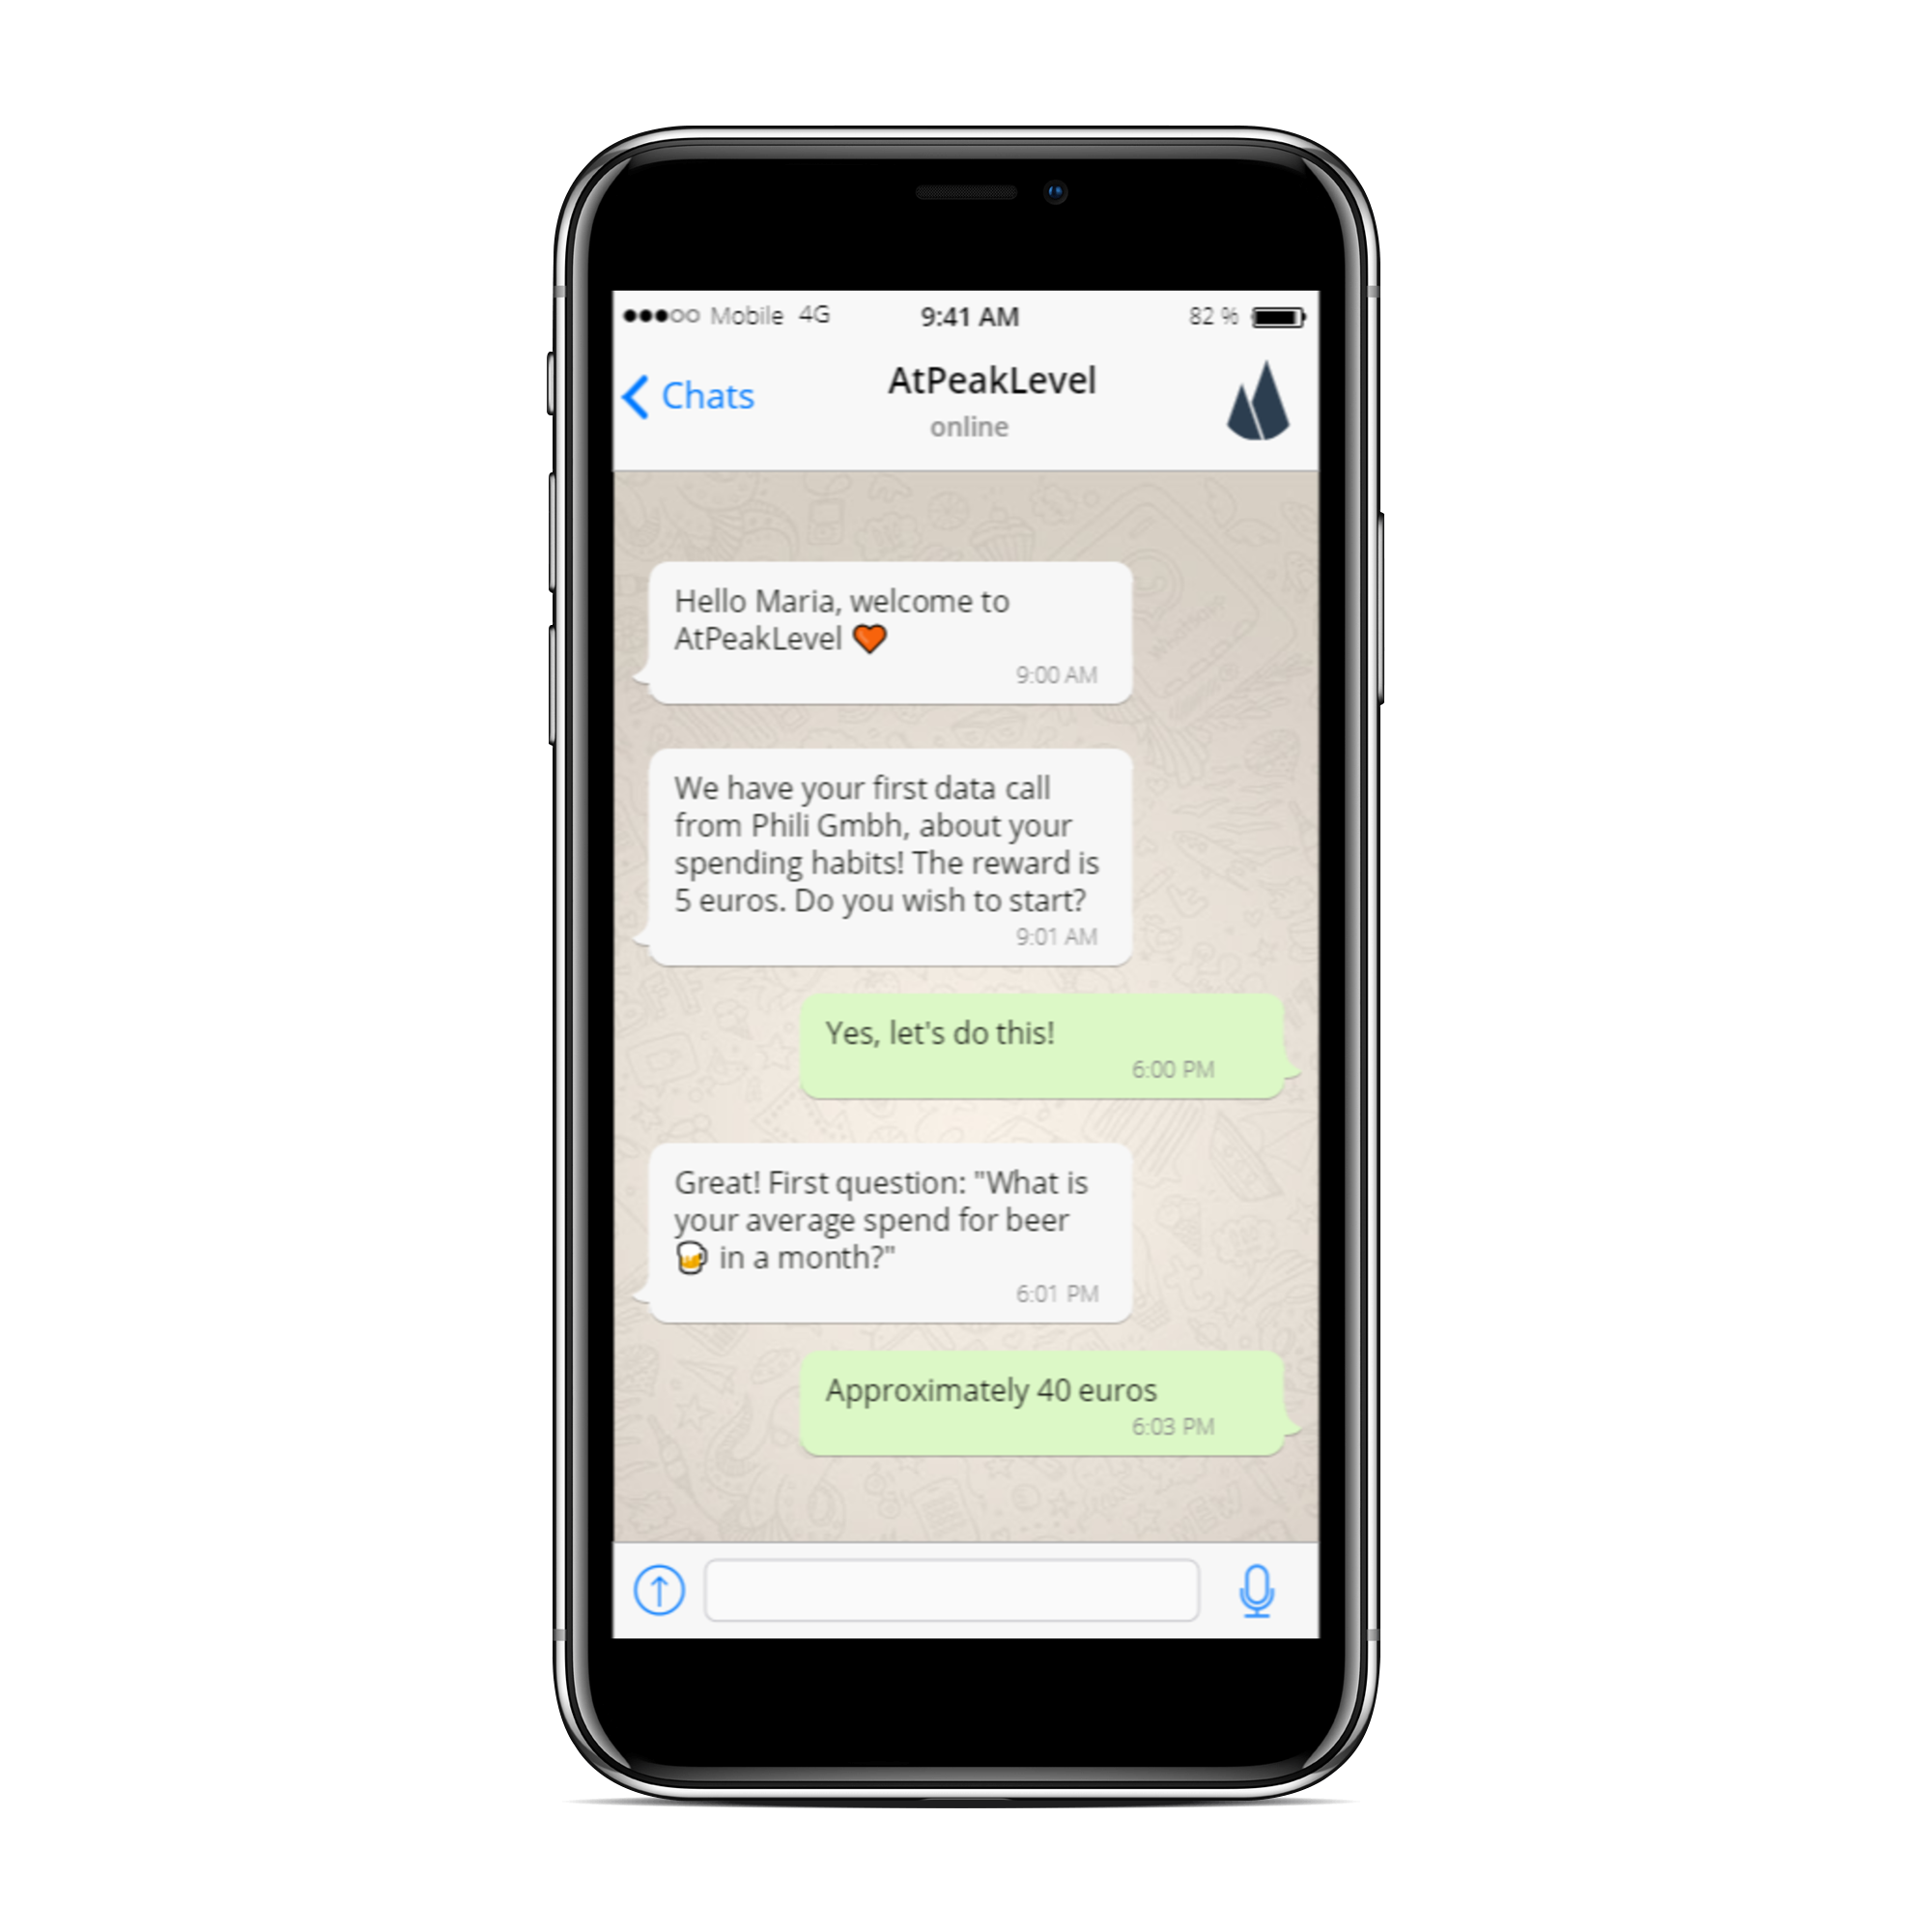 Mobile 4G 9:41 AM 82 %
Chats
AtPeakLevel
online
Hello Maria, welcome to
AtPeakLevel 🧡
9:00 AM
We have your first data call
from Phili Gmbh, about your
spending habits! The reward is
5 euros. Do you wish to start?
9:01 AM
Yes, let's do this!
6:00 PM
Great! First question: "What is
your average spend for beer
🍺 in a month?"
6:01 PM
Approximately 40 euros
6:03 PM